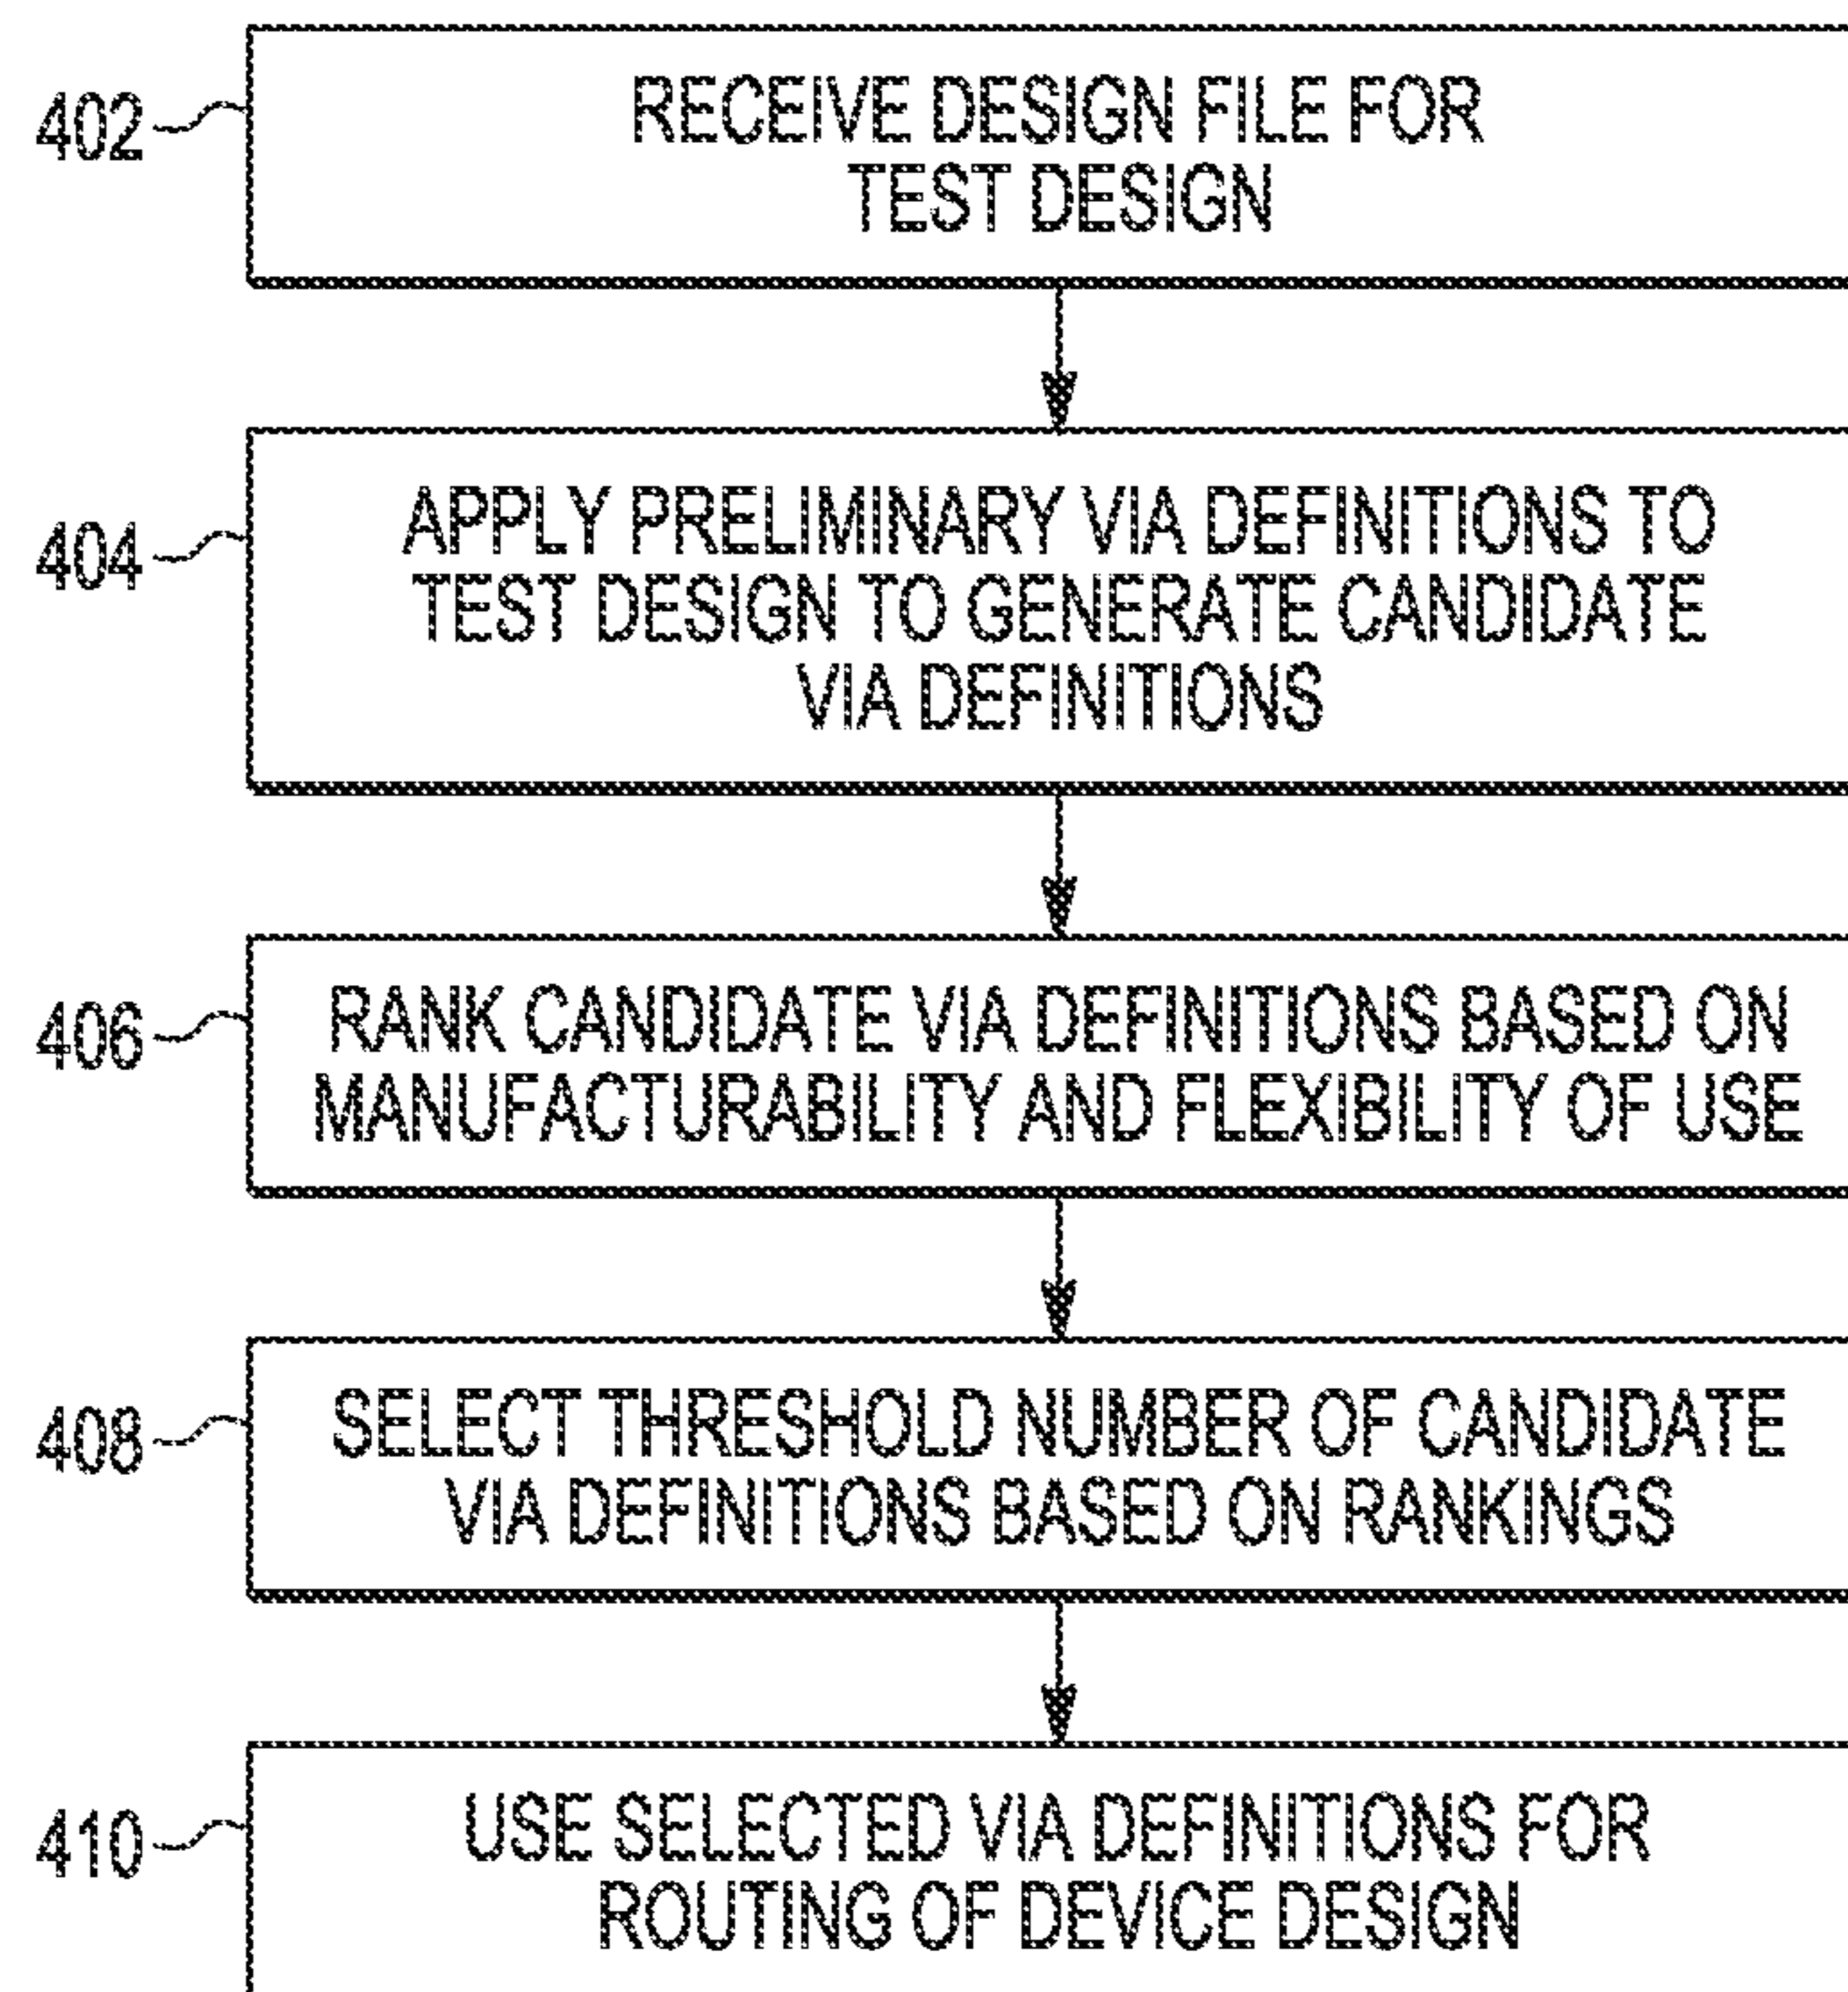 402
RECEIVE DESIGN FILE FOR
TEST DESIGN
404
APPLY PRELIMINARY VIA DEFINITIONS TO
TEST DESIGN TO GENERATE CANDIDATE
VIA DEFINITIONS
406
RANK CANDIDATE VIA DEFINITIONS BASED ON
MANUFACTURABILITY AND FLEXIBILITY OF USE
408
SELECT THRESHOLD NUMBER OF CANDIDATE
VIA DEFINITIONS BASED ON RANKINGS
410
USE SELECTED VIA DEFINITIONS FOR
ROUTING OF DEVICE DESIGN